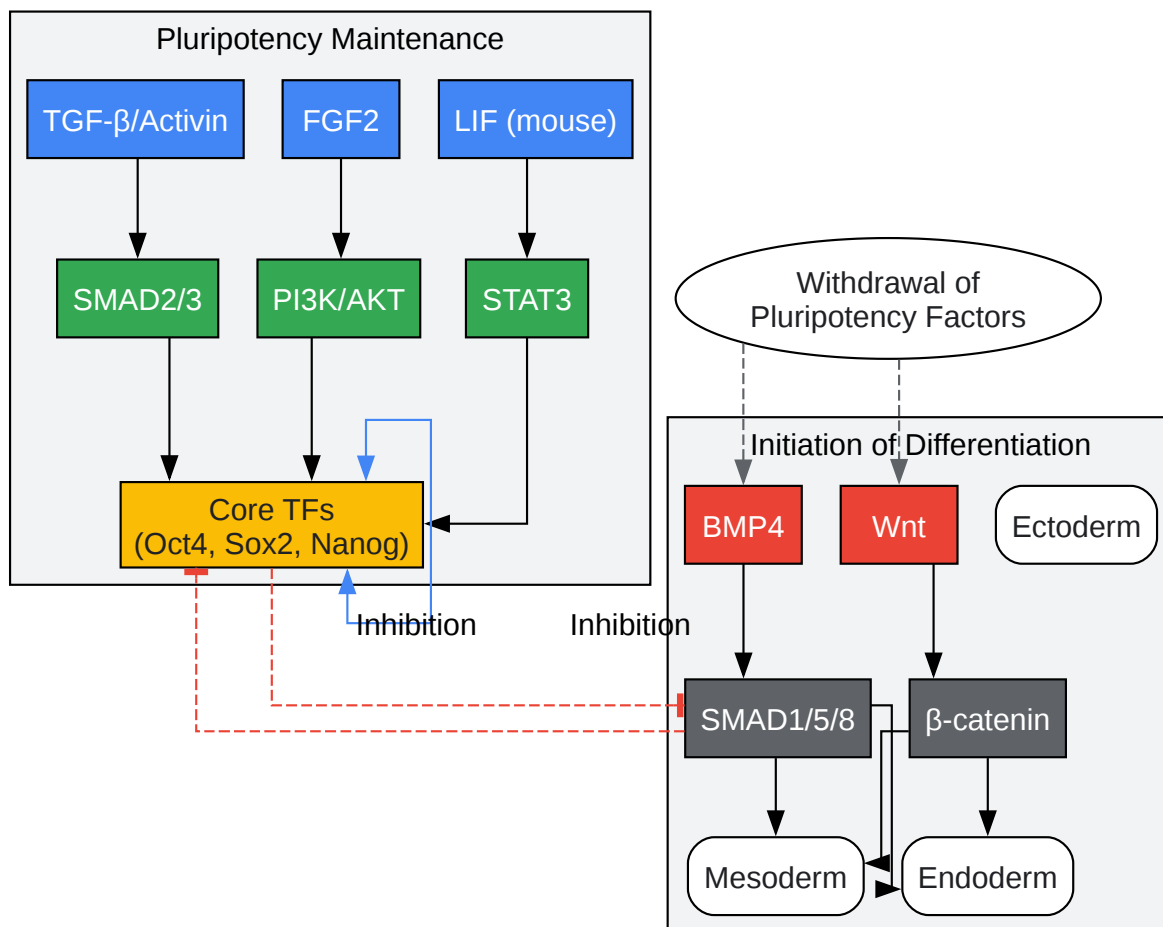 Pluripotency Maintenance
TGF-β/Activin
FGF2
LIF (mouse)
SMAD2/3
PI3K/AKT
STAT3
Withdrawal of
Pluripotency Factors
Core TFs
(Oct4, Sox2, Nanog)
Initiation of Differentiation
BMP4
Wnt
Ectoderm
Inhibition
Inhibition
SMAD1/5/8
β-catenin
Mesoderm
Endoderm